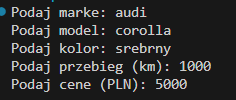 Podaj marke: audi
Podaj model: corolla
Podaj kolor: srebrny
Podaj przebieg (km): 1000
Podaj cene (PLN): 5000